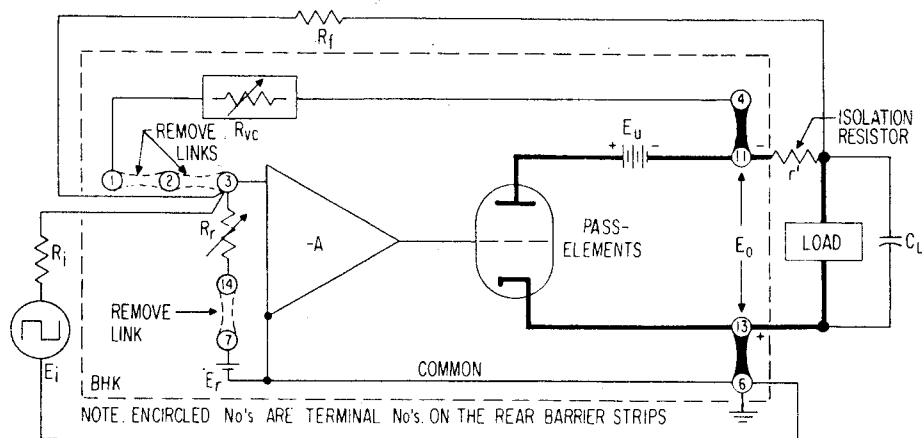 Rf
4
ISOLATION
RESISTOR
Rvc
REMOVE
LINKS
Eu
+ -
11
-
r'
1
2
3
Rr
-A
PASS-
ELEMENTS
Eo
LOAD
CL
Ri
14
REMOVE
LINK
7
13
+
Ei
BHK
Er
COMMON
6
NOTE. ENCIRCLED No's ARE TERMINAL No's. ON THE REAR BARRIER STRIPS